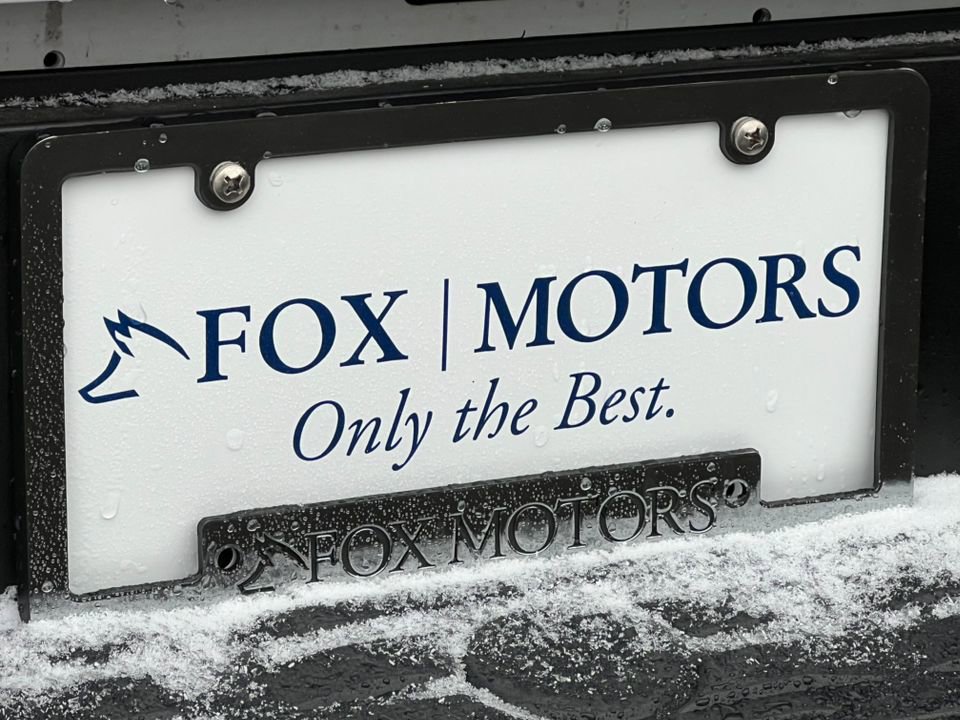 FOX | MOTORS
Only the Best.
FOX MOTORS